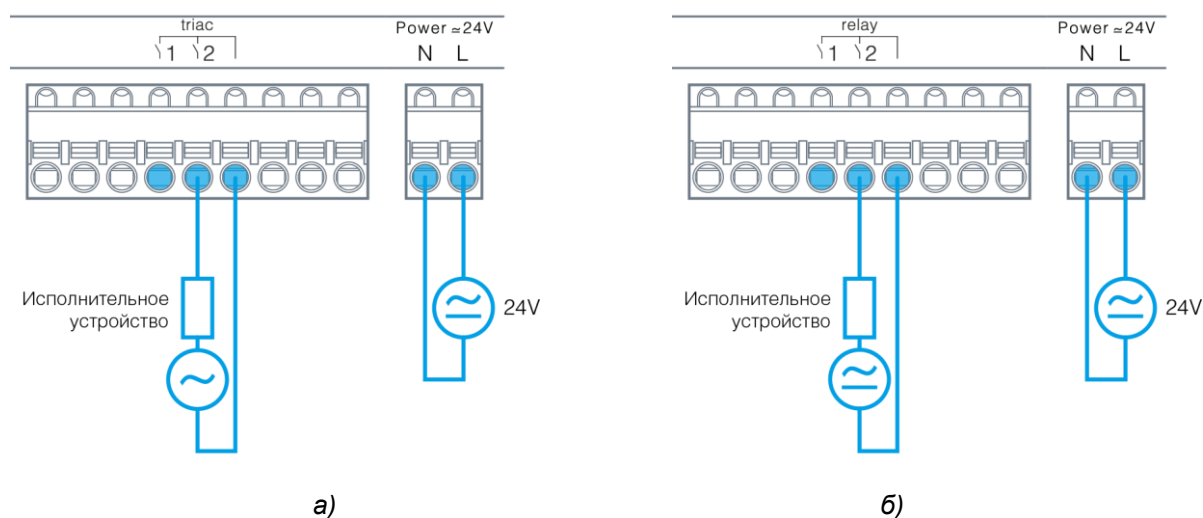 triac
1 2
Power ≃24V
N L
Исполнительное
устройство
24V
а)
relay
1 2
Power ≃24V
N L
Исполнительное
устройство
24V
б)